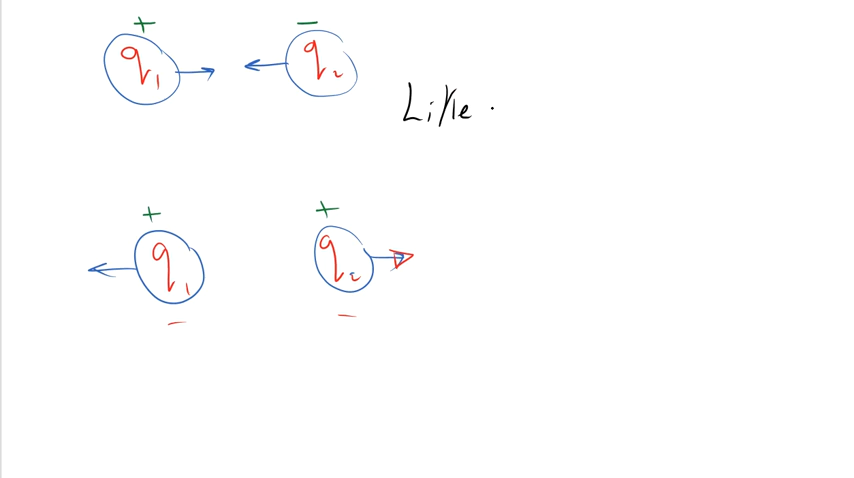 + −
q₁ q₂
Like
+ +
q₁ q₂
− −